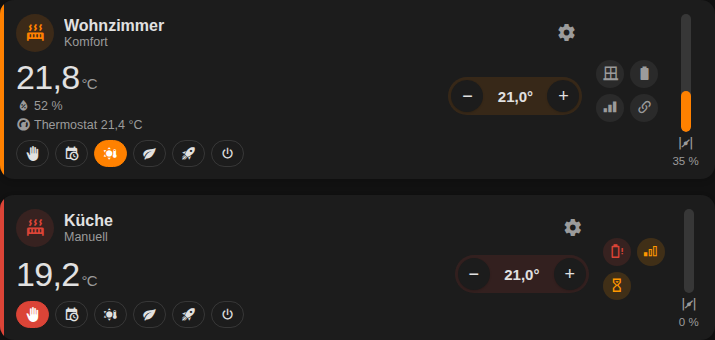 Wohnzimmer
Komfort
21,8 °C
52 %
Thermostat 21,4 °C
− 21,0° +
35 %
Küche
Manuell
19,2 °C
− 21,0° +
0 %